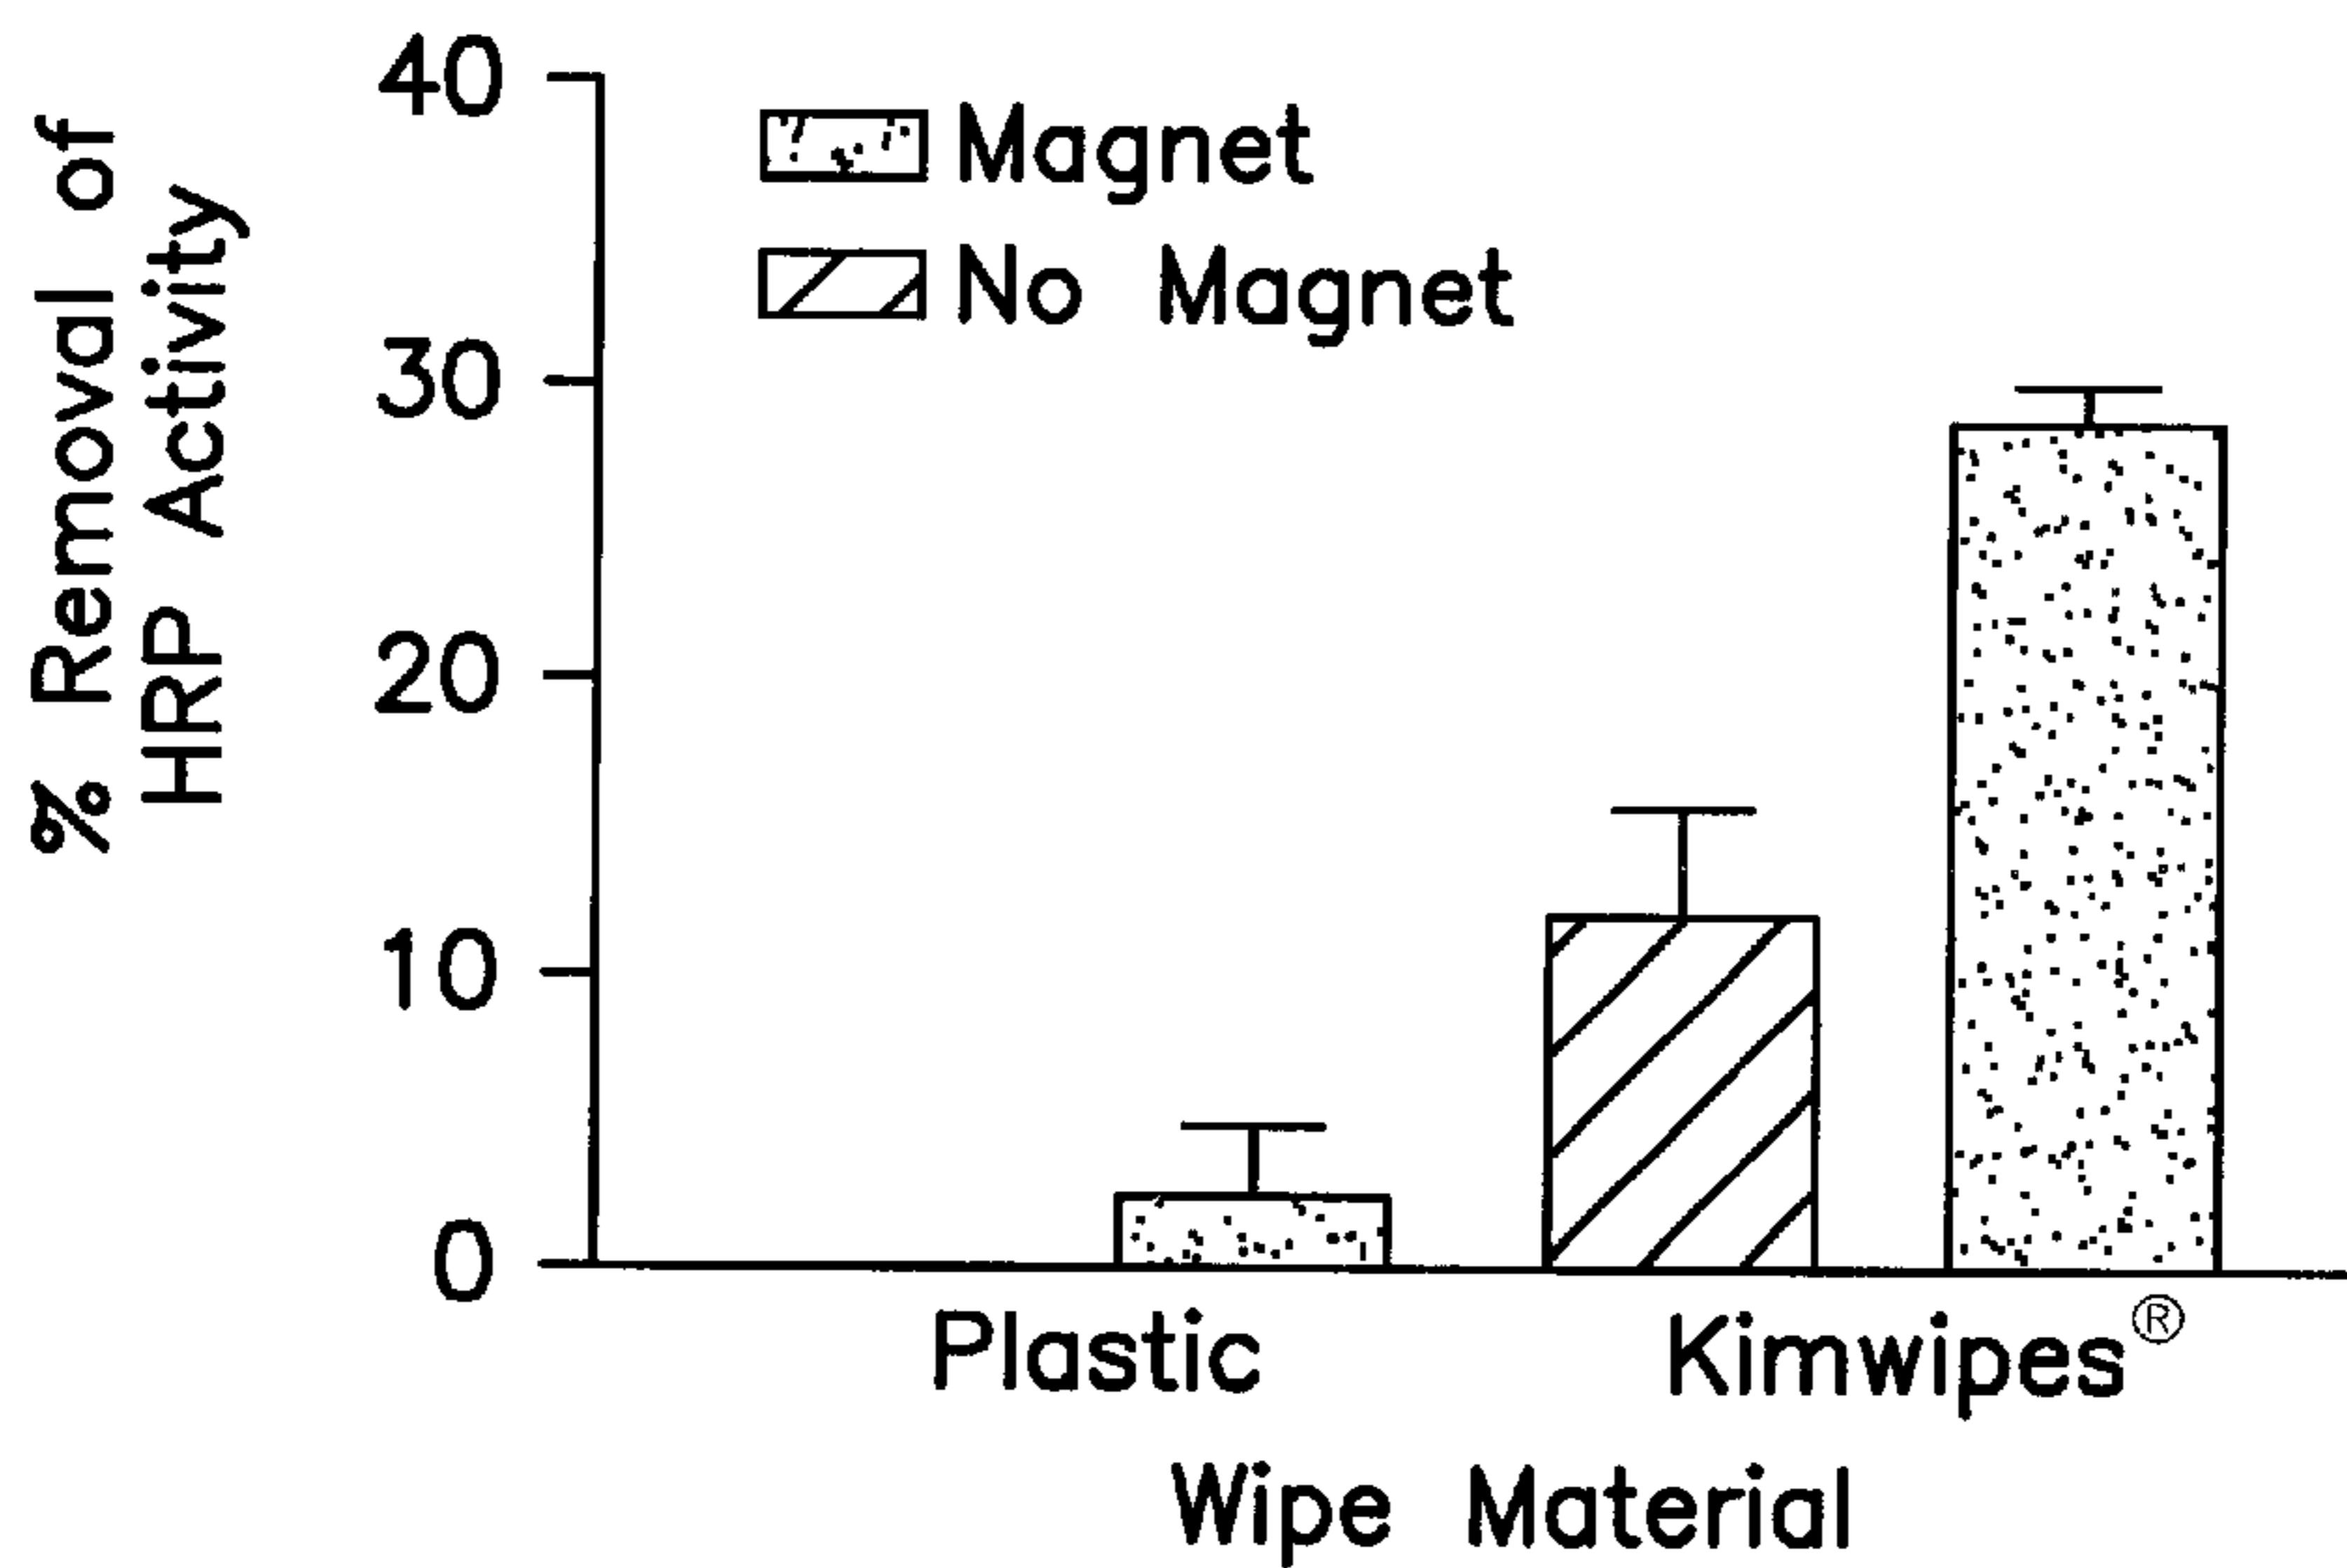 % Removal of
HRP Activity
40
30
20
10
0
Magnet
No Magnet
Plastic
Kimwipes®
Wipe Material